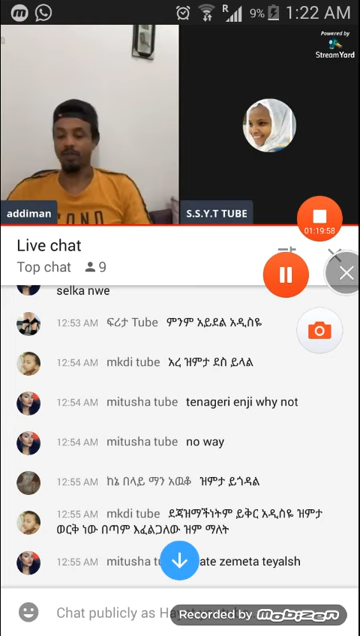 9% 1:22 AM
Powered by
StreamYard
addiman
S.S.Y.T TUBE
01:19:58
Live chat
Top chat 9
selka nwe
12:53 AM ፍሪታ Tube ምንም አይደል አዲስዬ
12:54 AM mkdi tube አረ ዝምታ ደስ ይላል
12:54 AM mitusha tube tenageri enji why not
12:54 AM mitusha tube no way
12:55 AM ከኔ በላይ ማን አዉቆ ዝምታ ይጎዳል
12:55 AM mkdi tube ደጃዝማችነትም ይቅር አዲስዬ ዝምታ
ወርቅ ነው በጣም እፈልጋለው ዝም ማለት
12:55 AM mitusha ate zemeta teyalsh
Chat publicly as
Recorded by Mobizen